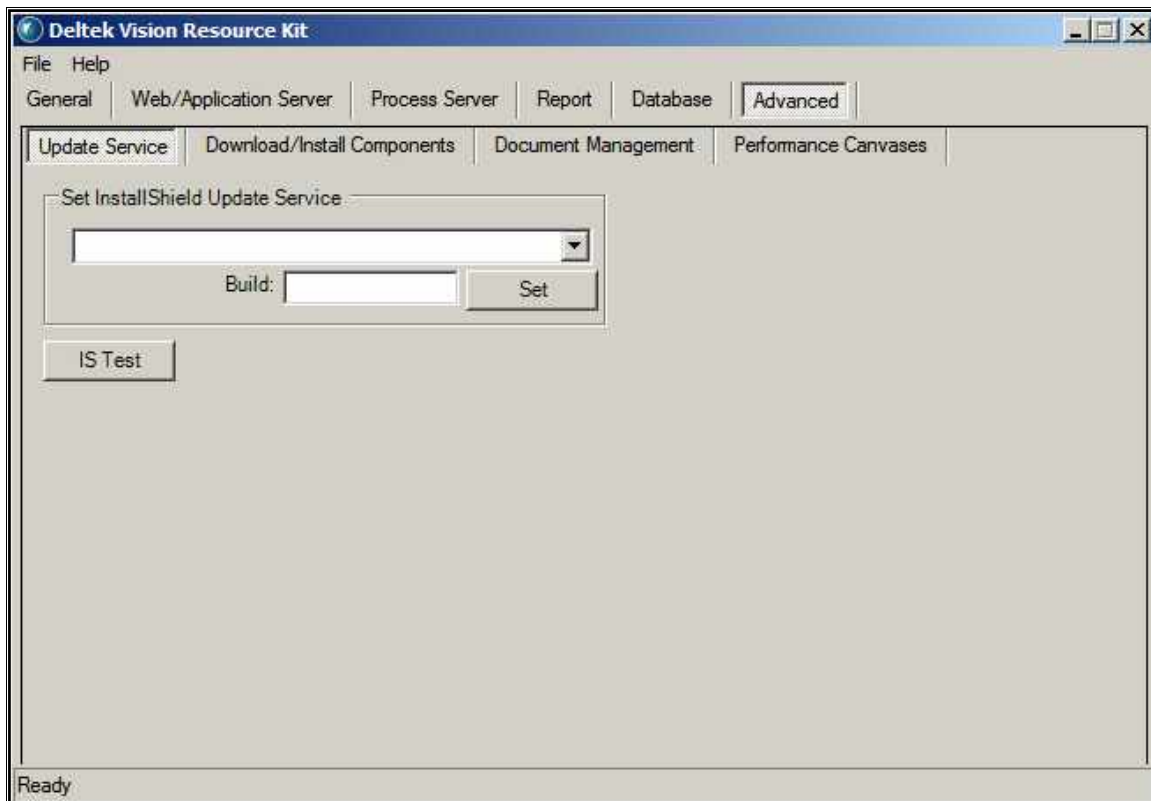 Deltek Vision Resource Kit
File Help
General Web/Application Server Process Server Report Database Advanced
Update Service Download/Install Components Document Management Performance Canvases
Set InstallShield Update Service
Build: Set
IS Test
Ready